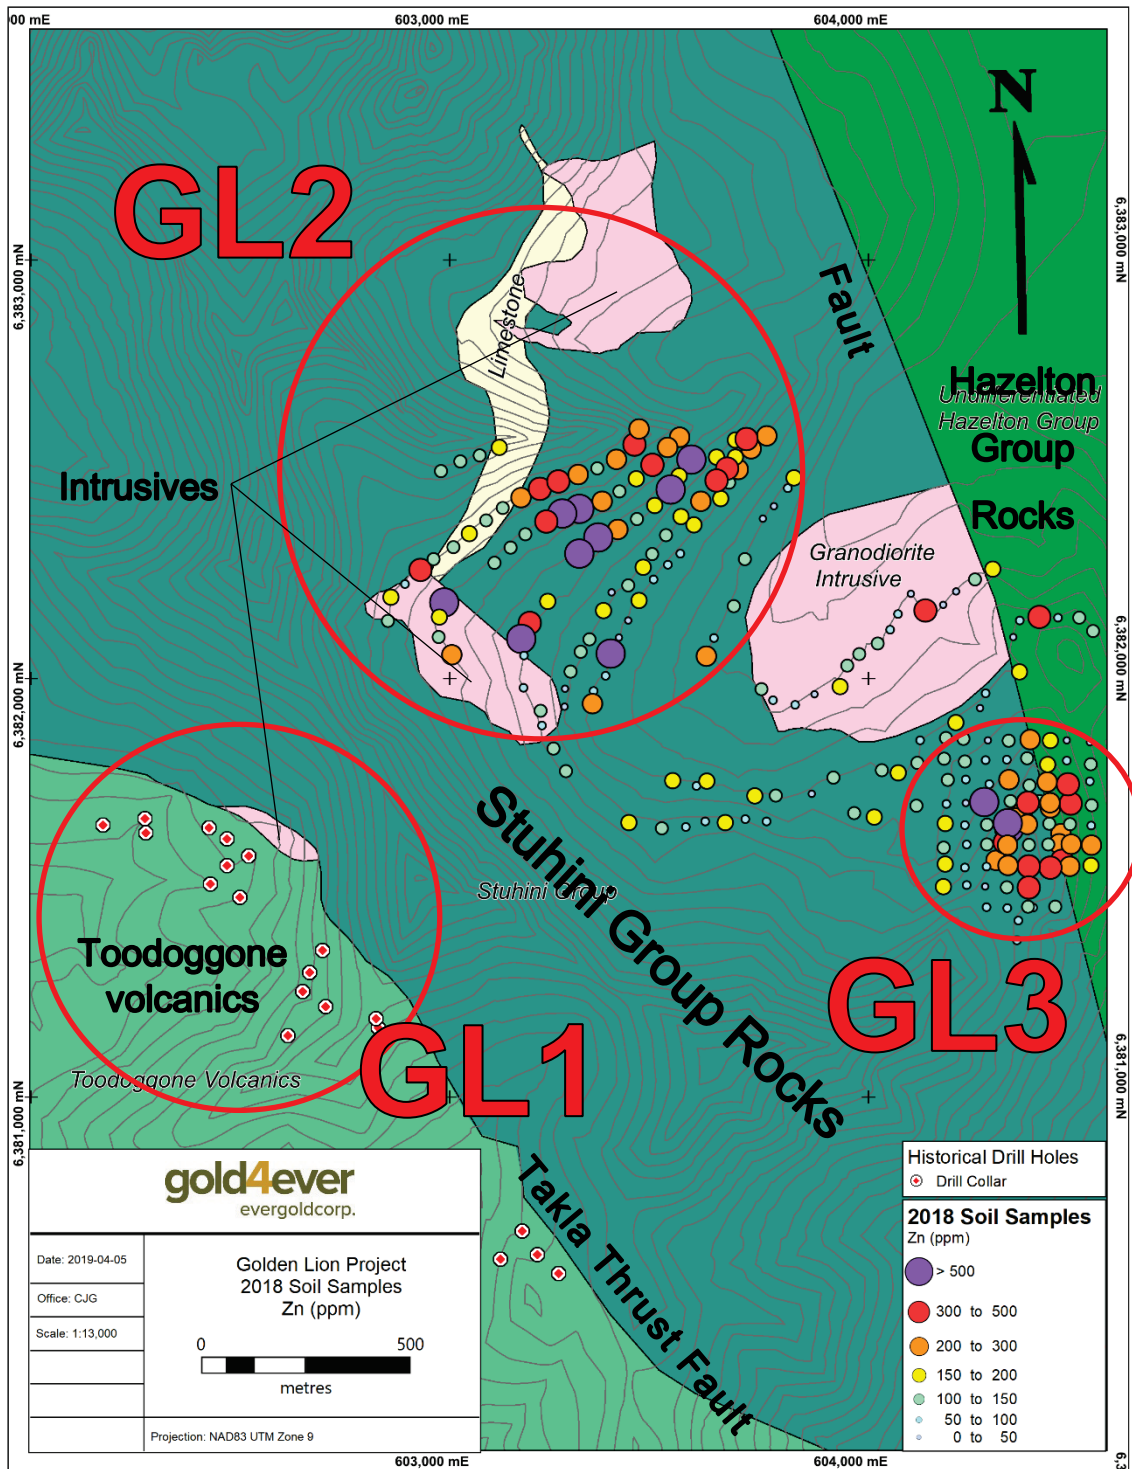 00 mE
603,000 mE
604,000 mE
N
GL2
6,383,000 mN
6,383,000 mN
Limestone
Fault
Hazelton
Undifferentiated
Hazelton Group
Group
Rocks
Intrusives
Granodiorite
Intrusive
6,382,000 mN
6,382,000 mN
Stuhini Group Rocks
Stuhini Group
Toodoggone
volcanics
GL3
GL1
Toodoggone Volcanics
6,381,000 mN
6,381,000 mN
Takla Thrust Fault
gold4ever
evergoldcorp.
Date: 2019-04-05
Office: CJG
Scale: 1:13,000
Golden Lion Project
2018 Soil Samples
Zn (ppm)
0 500
metres
Projection: NAD83 UTM Zone 9
Historical Drill Holes
Drill Collar
2018 Soil Samples
Zn (ppm)
> 500
300 to 500
200 to 300
150 to 200
100 to 150
50 to 100
0 to 50
603,000 mE
604,000 mE
6,3